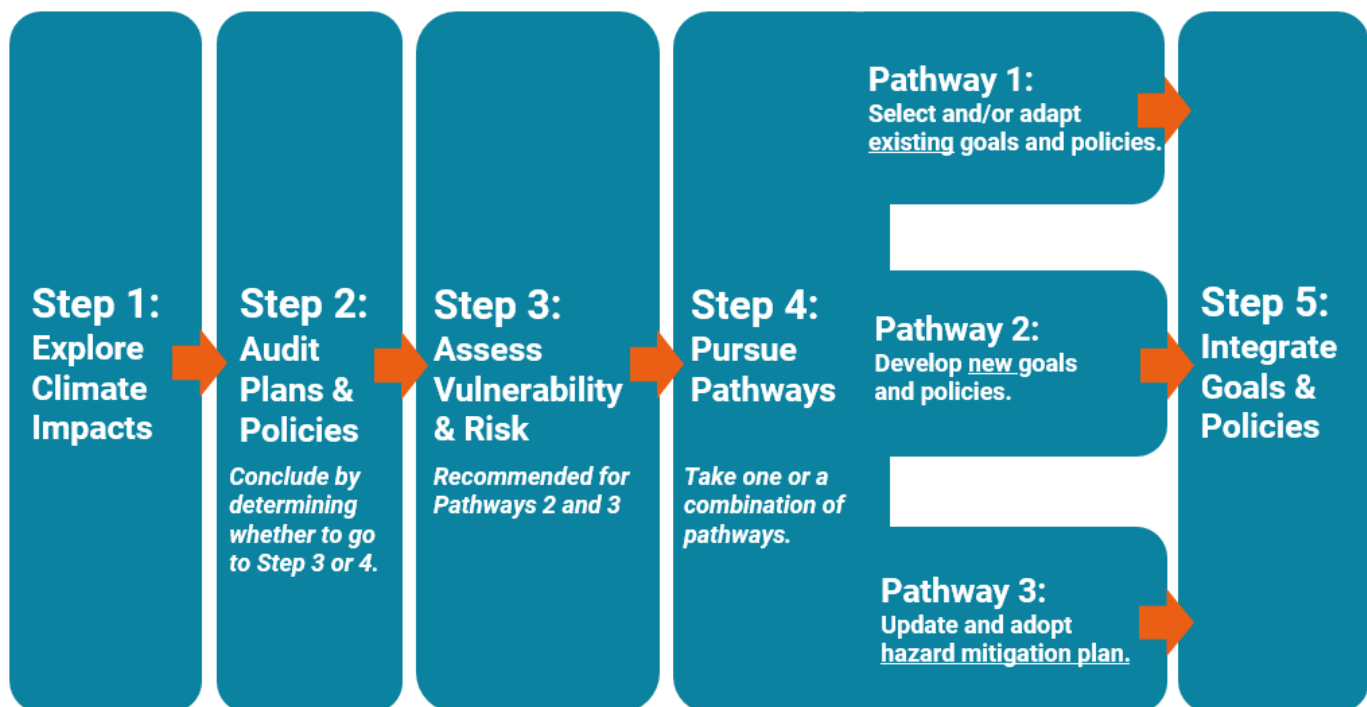 Step 1:
Explore
Climate
Impacts
Step 2:
Audit
Plans &
Policies
Conclude by
determining
whether to go
to Step 3 or 4.
Step 3:
Assess
Vulnerability
& Risk
Recommended for
Pathways 2 and 3
Step 4:
Pursue
Pathways
Take one or a
combination of
pathways.
Pathway 1:
Select and/or adapt
existing goals and policies.
Pathway 2:
Develop new goals
and policies.
Pathway 3:
Update and adopt
hazard mitigation plan.
Step 5:
Integrate
Goals &
Policies